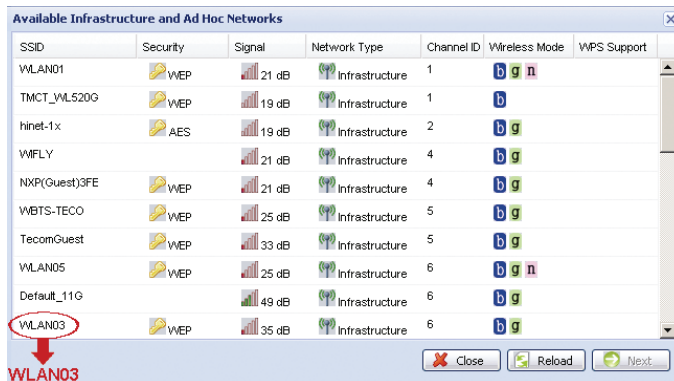 Available Infrastructure and Ad Hoc Networks
SSID Security Signal Network Type Channel ID Wireless Mode WPS Support
WLAN01 WEP 21 dB Infrastructure 1 b g n
TMCT_WL520G WEP 19 dB Infrastructure 1 b
hinet-1x AES 19 dB Infrastructure 2 b g
WIFLY 21 dB Infrastructure 4 b g
NXP(Guest)3FE WEP 21 dB Infrastructure 4 b g
WBTS-TECO WEP 25 dB Infrastructure 5 b g
TecomGuest WEP 33 dB Infrastructure 5 b g
WLAN05 WEP 25 dB Infrastructure 6 b g n
Default_11G 49 dB Infrastructure 6 b g
WLAN03 WEP 35 dB Infrastructure 6 b g
Close Reload Next
WLAN03